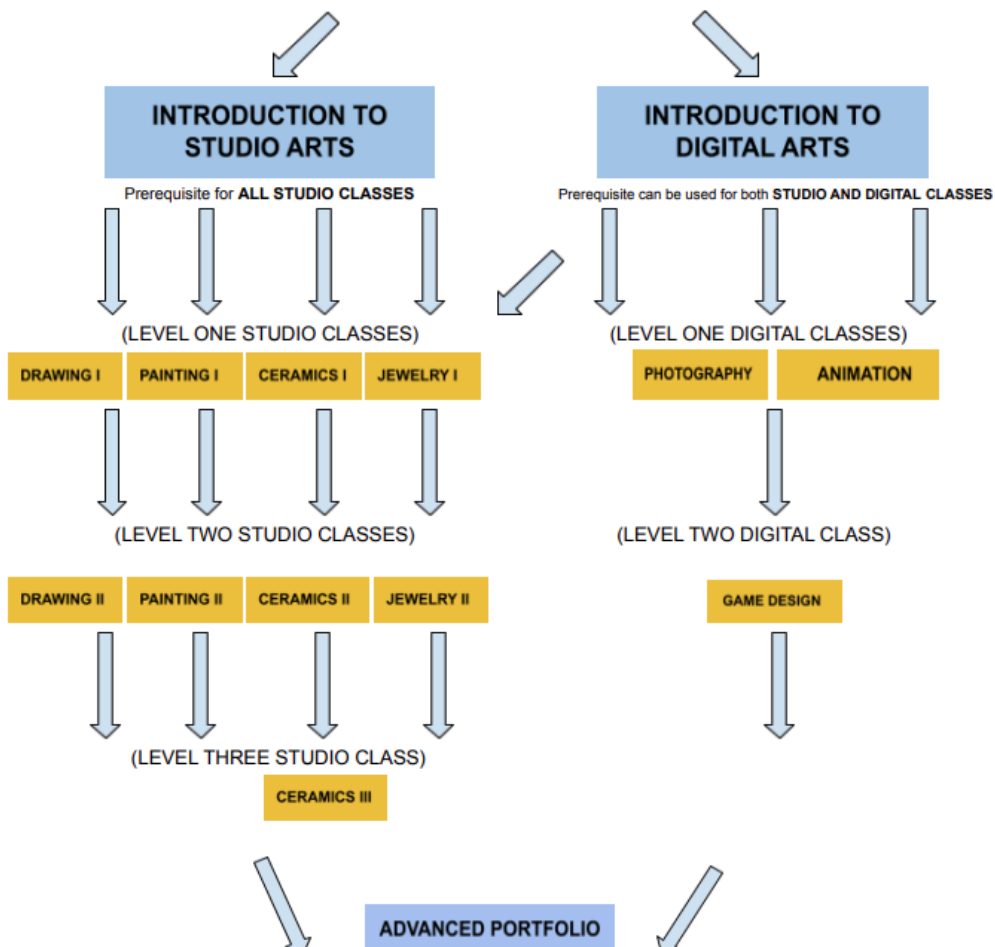 INTRODUCTION TO
STUDIO ARTS
Prerequisite for ALL STUDIO CLASSES
INTRODUCTION TO
DIGITAL ARTS
Prerequisite can be used for both STUDIO AND DIGITAL CLASSES
(LEVEL ONE STUDIO CLASSES)
DRAWING I
PAINTING I
CERAMICS I
JEWELRY I
(LEVEL ONE DIGITAL CLASSES)
PHOTOGRAPHY
ANIMATION
(LEVEL TWO STUDIO CLASSES)
DRAWING II
PAINTING II
CERAMICS II
JEWELRY II
(LEVEL TWO DIGITAL CLASS)
GAME DESIGN
(LEVEL THREE STUDIO CLASS)
CERAMICS III
ADVANCED PORTFOLIO